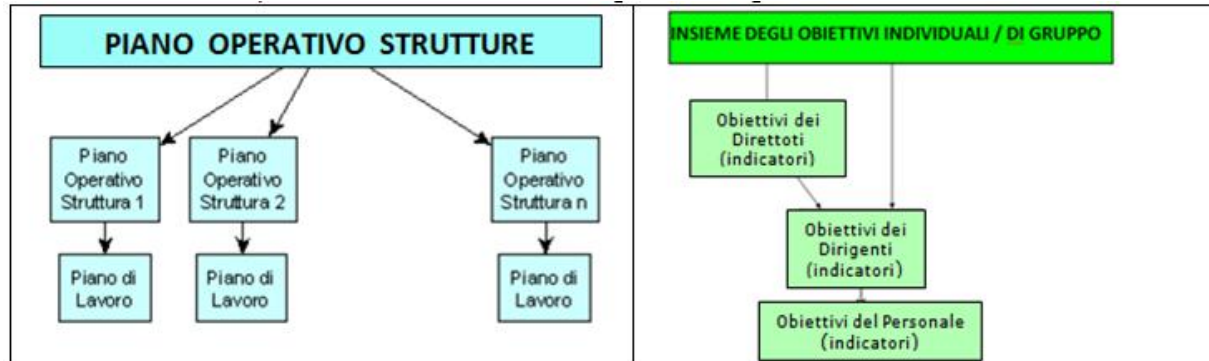 PIANO OPERATIVO STRUTTURE
Piano
Operativo
Struttura 1
Piano
Operativo
Struttura 2
Piano
Operativo
Struttura n
Piano di
Lavoro
Piano di
Lavoro
Piano di
Lavoro
INSIEME DEGLI OBIETTIVI INDIVIDUALI / DI GRUPPO
Obiettivi dei
Direttoti
(indicatori)
Obiettivi dei
Dirigenti
(indicatori)
Obiettivi del Personale
(indicatori)